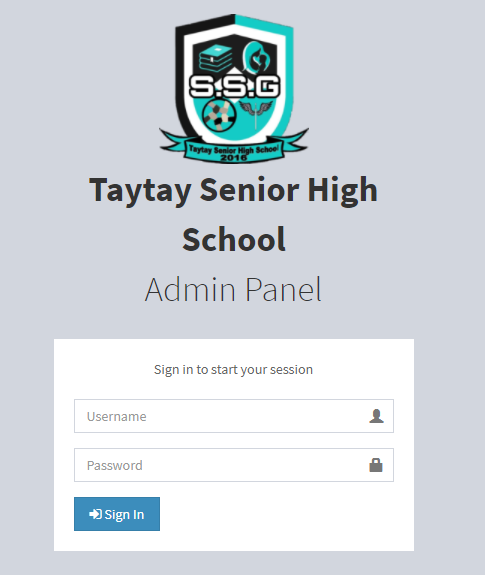 S.S.G
Taytay Senior High School
2016
Taytay Senior High
School
Admin Panel
Sign in to start your session
Username
Password
Sign In